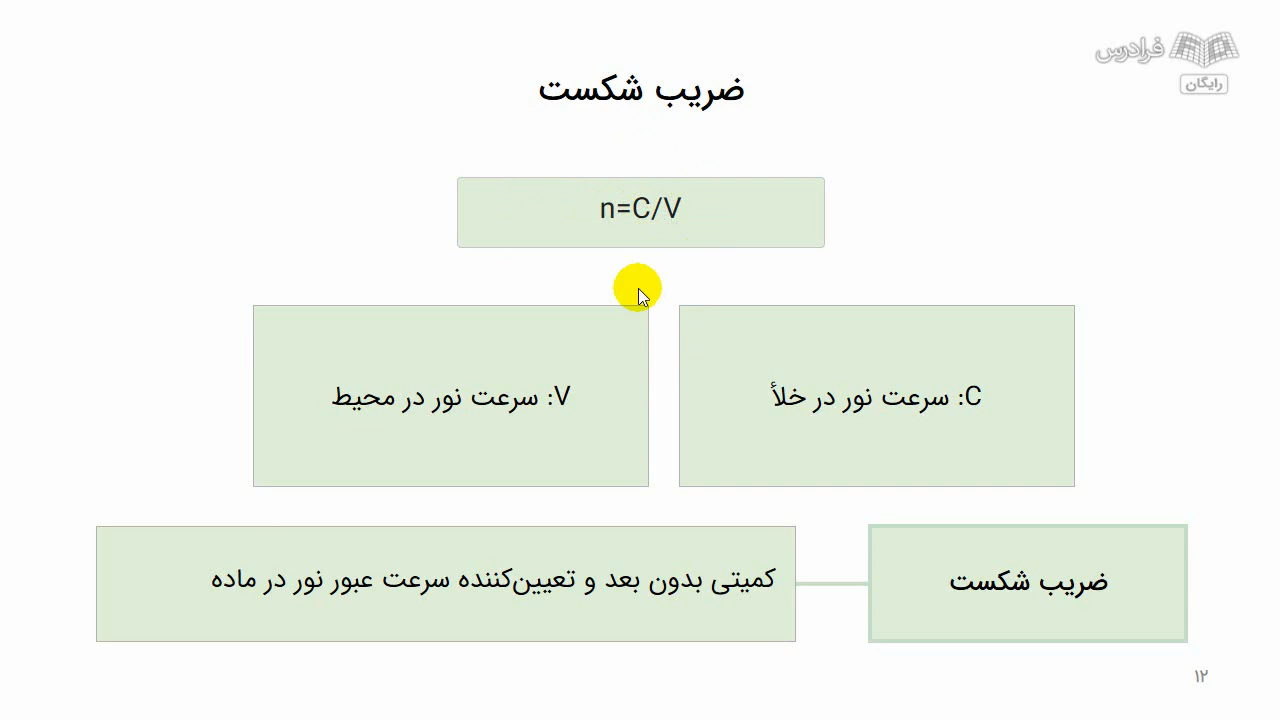 فرادرس
رایگان
ضریب شکست
n=C/V
C: سرعت نور در خلأ
V: سرعت نور در محیط
ضریب شکست
کمیتی بدون بعد و تعیین‌کننده سرعت عبور نور در ماده
۱۲